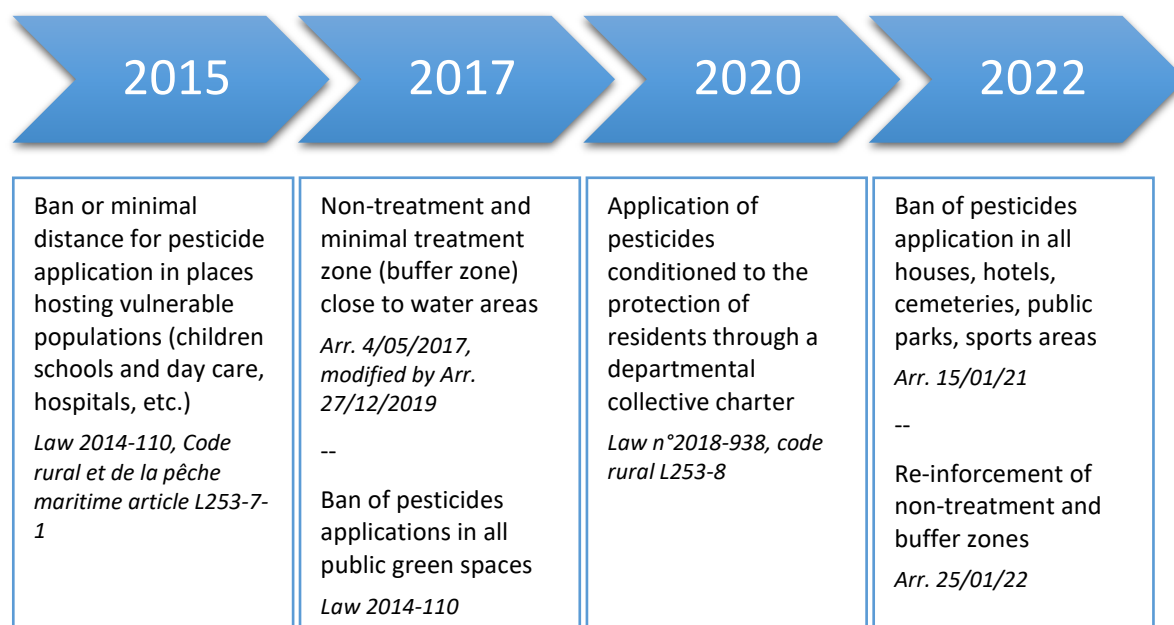 2015
2017
2020
2022
Ban or minimal
distance for pesticide
application in places
hosting vulnerable
populations (children
schools and day care,
hospitals, etc.)
Law 2014-110, Code
rural et de la pêche
maritime article L253-7-
1
Non-treatment and
minimal treatment
zone (buffer zone)
close to water areas
Arr. 4/05/2017,
modified by Arr.
27/12/2019
--
Ban of pesticides
applications in all
public green spaces
Law 2014-110
Application of
pesticides
conditioned to the
protection of
residents through a
departmental
collective charter
Law n°2018-938, code
rural L253-8
Ban of pesticides
application in all
houses, hotels,
cemeteries, public
parks, sports areas
Arr. 15/01/21
--
Re-inforcement of
non-treatment and
buffer zones
Arr. 25/01/22